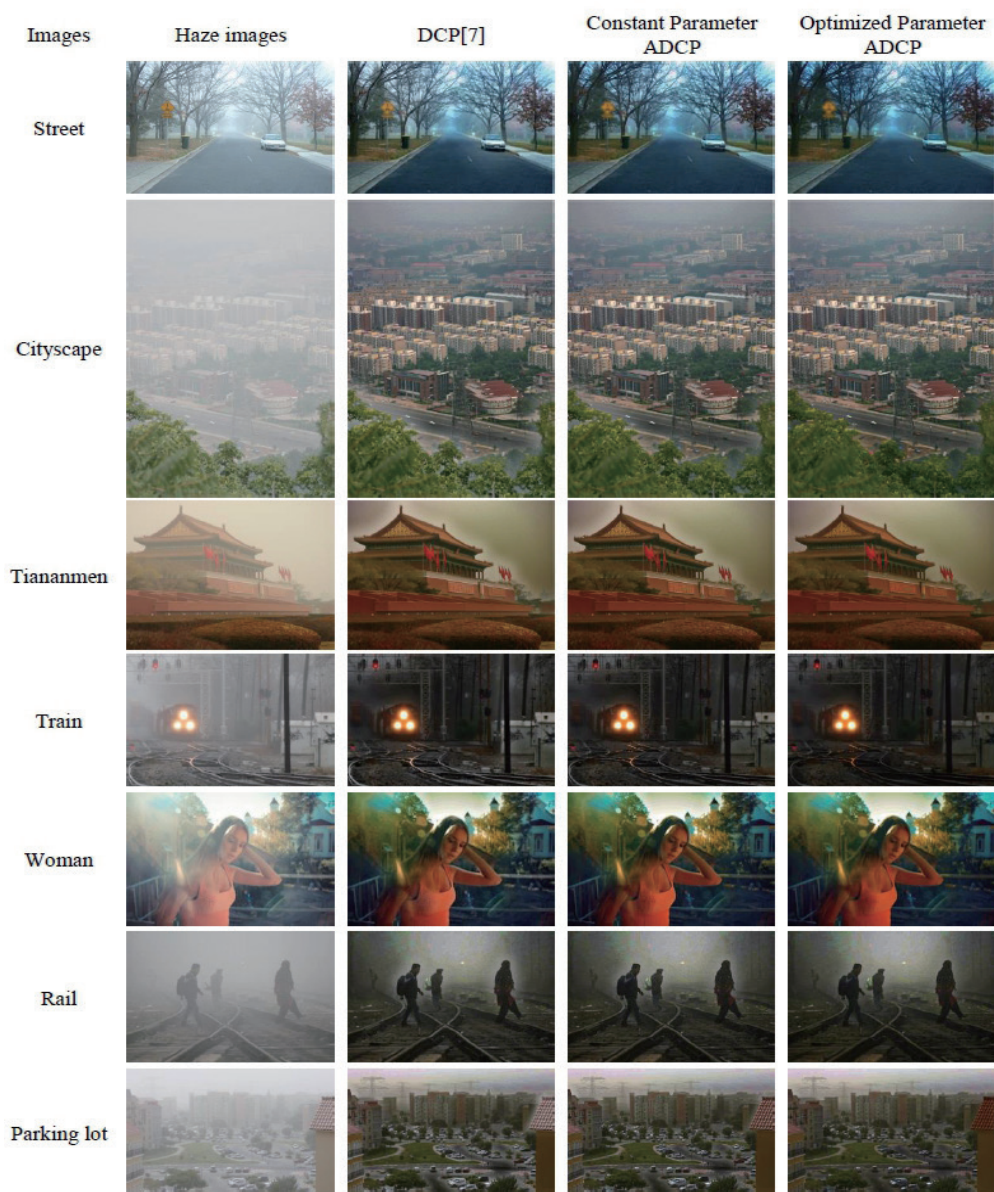 Images
Haze images
DCP[7]
Constant Parameter
ADCP
Optimized Parameter
ADCP
Street
Cityscape
Tiananmen
Train
Woman
Rail
Parking lot